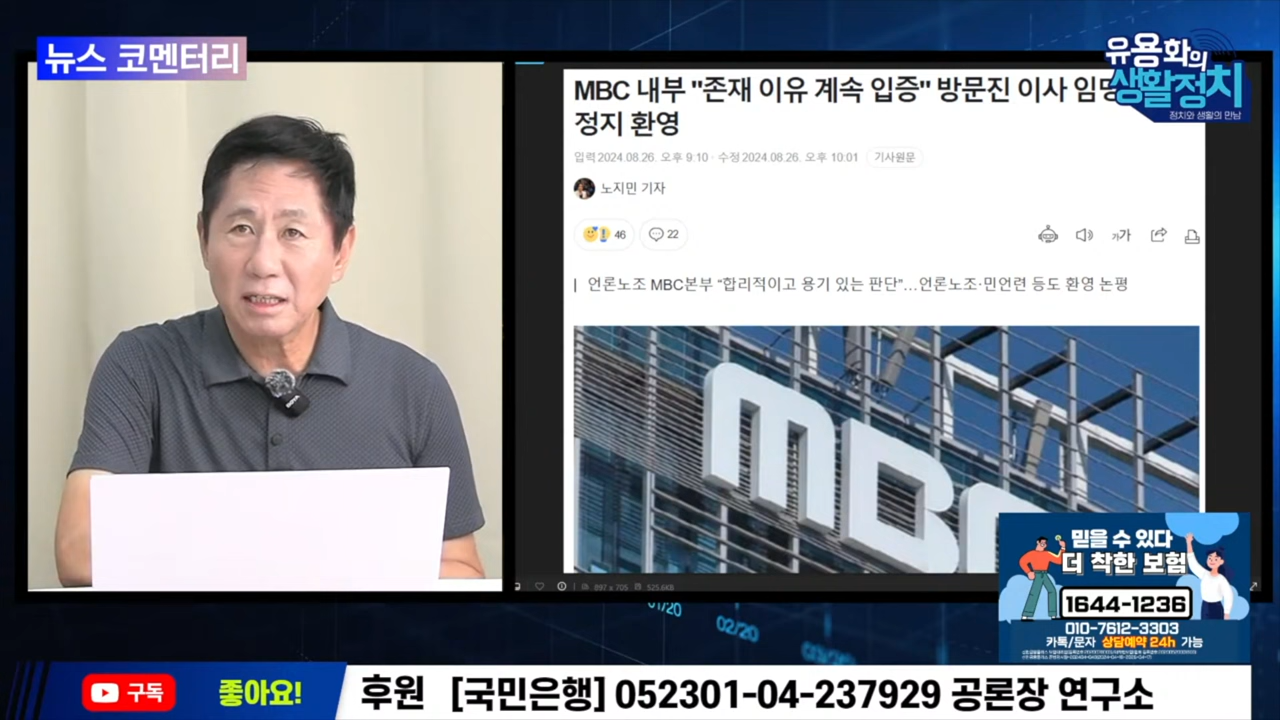 뉴스 코멘터리
유용화의
생활정치
정치와 생활의 만남
MBC 내부 "존재 이유 계속 입증" 방문진 이사 임명
정지 환영
입력 2024.08.26. 오후 9:10 · 수정 2024.08.26. 오후 10:01 기사원문
노지민 기자
46 22
가가
언론노조 MBC본부 “합리적이고 용기 있는 판단”…언론노조·민언련 등도 환영 논평
MBC
897 x 705 525.6KB
믿을 수 있다
더 착한 보험
1644-1236
010-7612-3303
카톡/문자 상담예약 24h 가능
01/20
02/20
구독 좋아요! 후원 [국민은행] 052301-04-237929 공론장 연구소